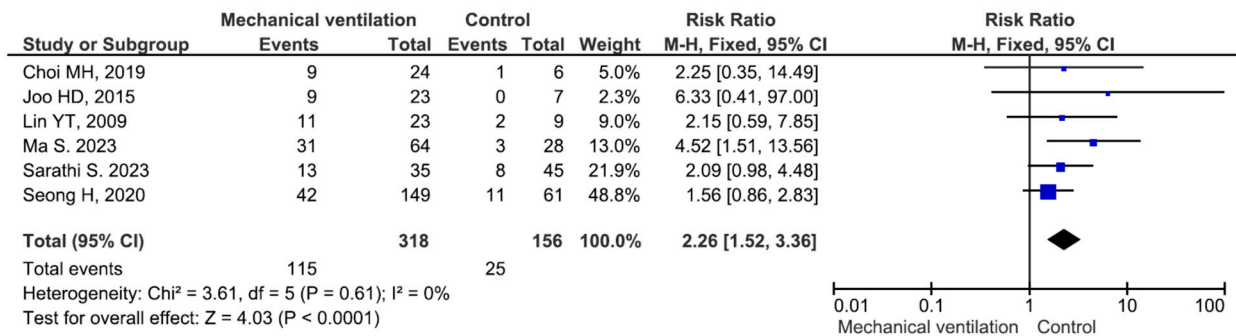 Mechanical ventilation Control Risk Ratio Risk Ratio
Study or Subgroup Events Total Events Total Weight M-H, Fixed, 95% CI M-H, Fixed, 95% CI
Choi MH, 2019 9 24 1 6 5.0% 2.25 [0.35, 14.49]
Joo HD, 2015 9 23 0 7 2.3% 6.33 [0.41, 97.00]
Lin YT, 2009 11 23 2 9 9.0% 2.15 [0.59, 7.85]
Ma S. 2023 31 64 3 28 13.0% 4.52 [1.51, 13.56]
Sarathi S. 2023 13 35 8 45 21.9% 2.09 [0.98, 4.48]
Seong H, 2020 42 149 11 61 48.8% 1.56 [0.86, 2.83]
Total (95% CI) 318 156 100.0% 2.26 [1.52, 3.36]
Total events 115 25
Heterogeneity: Chi² = 3.61, df = 5 (P = 0.61); I² = 0%
Test for overall effect: Z = 4.03 (P < 0.0001)
0.01 0.1 1 10 100
Mechanical ventilation Control